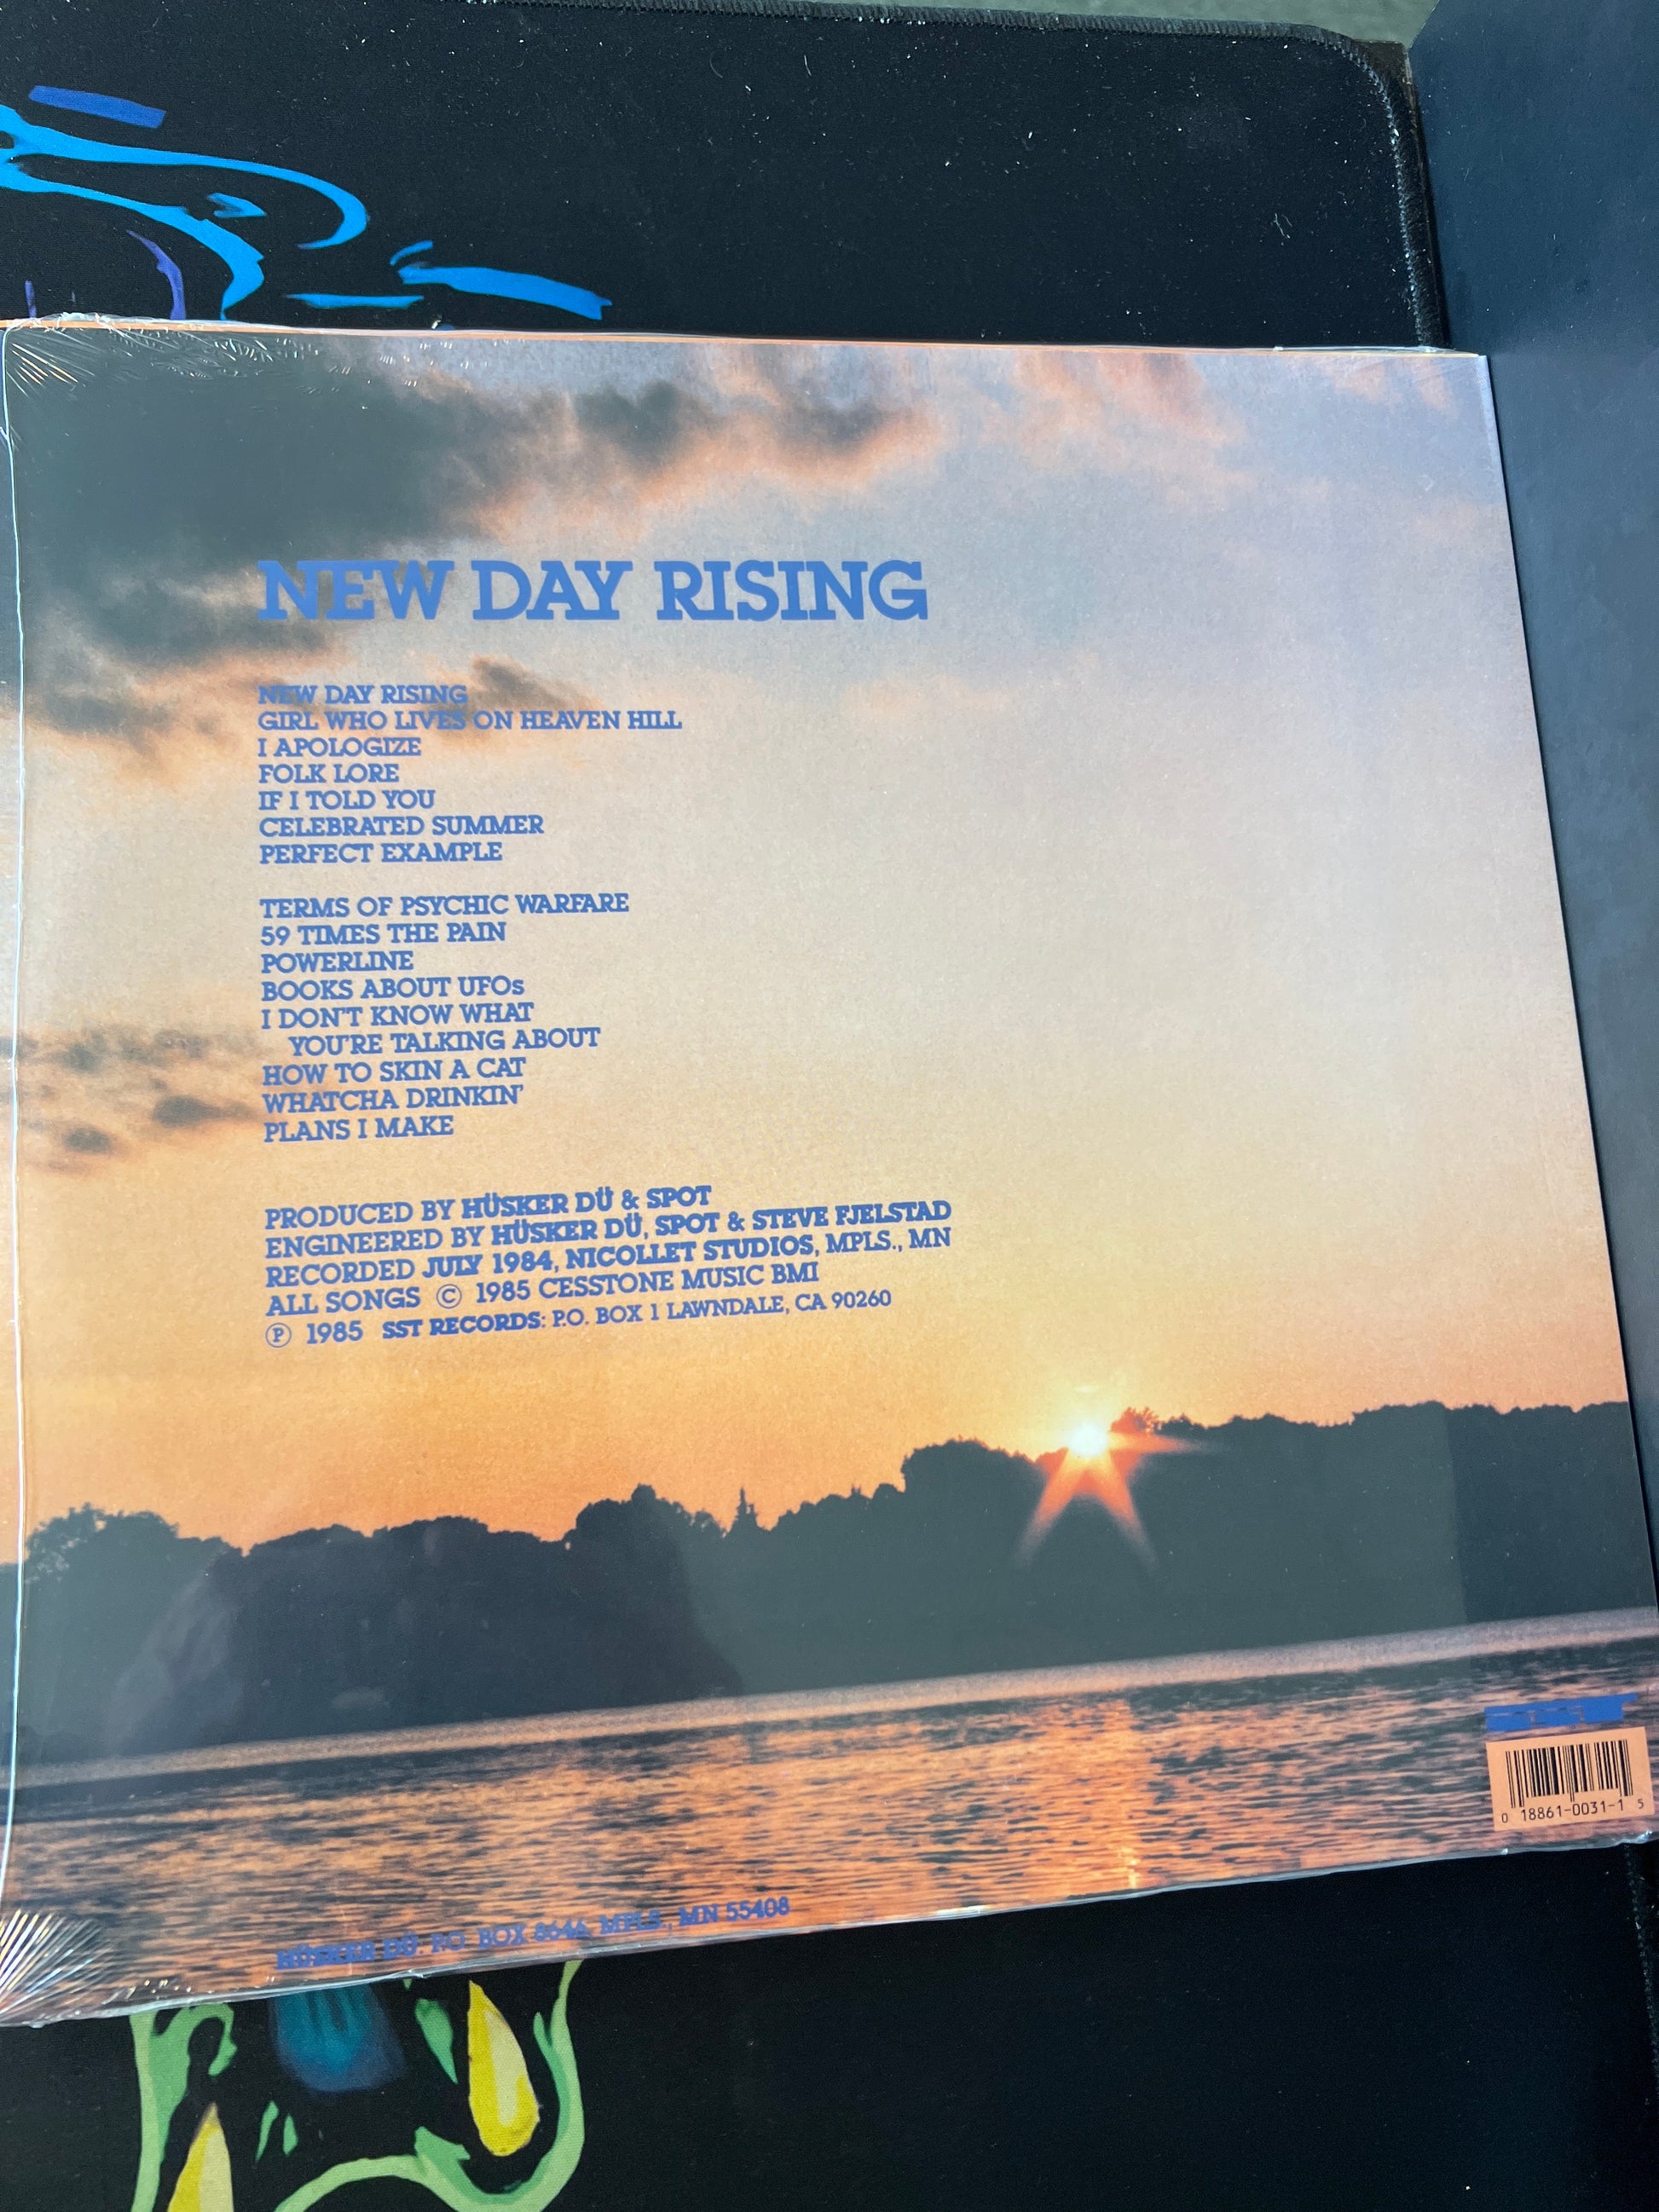 NEW DAY RISING
NEW DAY RISING
GIRL WHO LIVES ON HEAVEN HILL
I APOLOGIZE
FOLK LORE
IF I TOLD YOU
CELEBRATED SUMMER
PERFECT EXAMPLE
TERMS OF PSYCHIC WARFARE
59 TIMES THE PAIN
POWERLINE
BOOKS ABOUT UFOs
I DON'T KNOW WHAT
YOU'RE TALKING ABOUT
HOW TO SKIN A CAT
WHATCHA DRINKIN'
PLANS I MAKE
PRODUCED BY HÜSKER DÜ & SPOT
ENGINEERED BY HÜSKER DÜ, SPOT & STEVE FJELSTAD
RECORDED JULY 1984, NICOLLET STUDIOS, MPLS., MN
ALL SONGS © 1985 CESSTONE MUSIC BMI
℗ 1985 SST RECORDS: P.O. BOX 1 LAWNDALE, CA 90260
0 18861-0031-1 5
HÜSKER DÜ. P.O. BOX 8646, MPLS., MN 55408